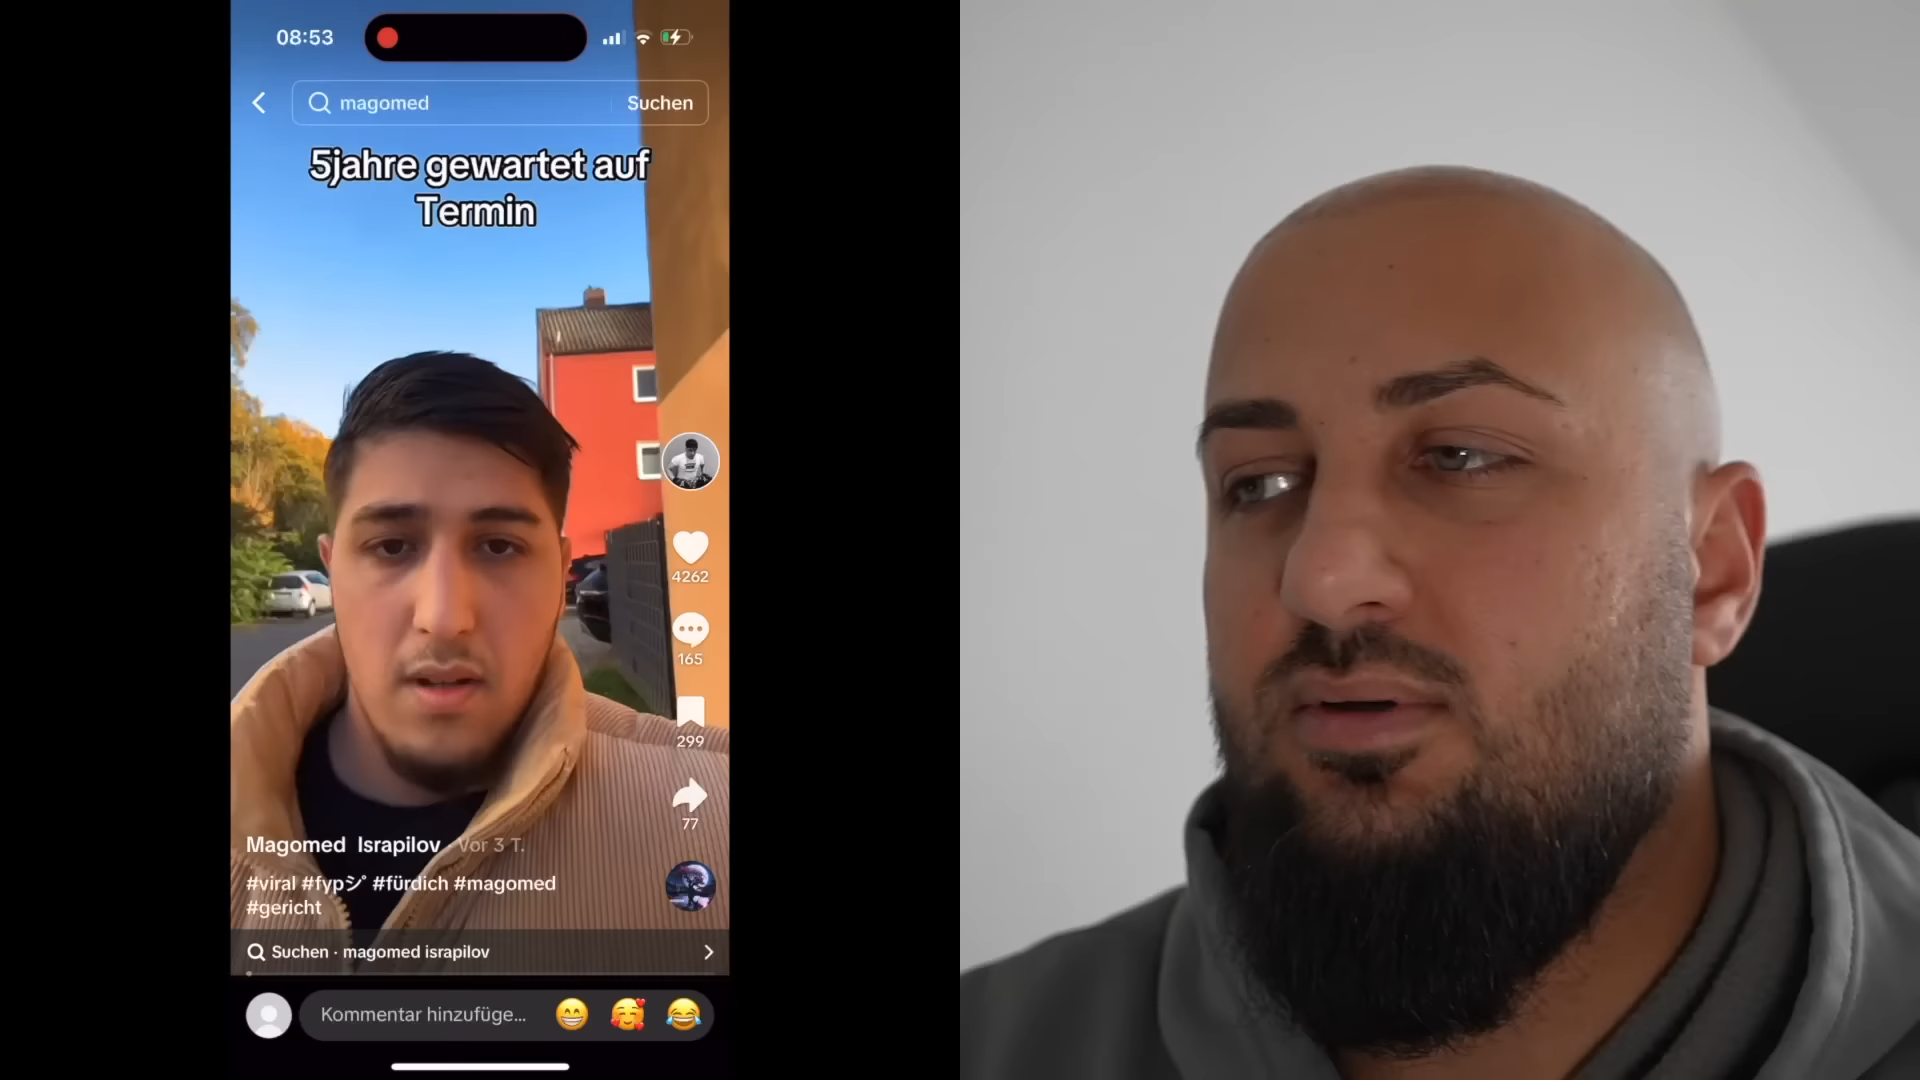 08:53
magomed
Suchen
5jahre gewartet auf
Termin
4262
165
299
77
Magomed Israpilov · Vor 3 T.
#viral #fypシ゚ #fürdich #magomed
#gericht
Suchen · magomed israpilov
Kommentar hinzufüge...